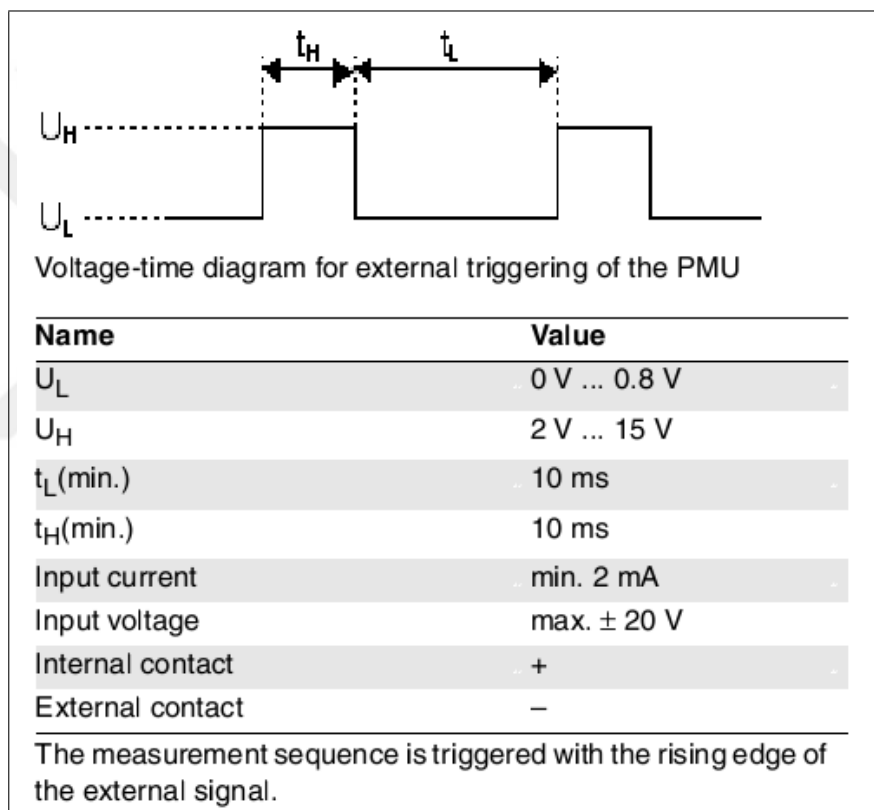 tH tL
UH
UL
Voltage-time diagram for external triggering of the PMU
Name Value
UL 0 V ... 0.8 V
UH 2 V ... 15 V
tL(min.) 10 ms
tH(min.) 10 ms
Input current min. 2 mA
Input voltage max. ± 20 V
Internal contact +
External contact –
The measurement sequence is triggered with the rising edge of
the external signal.